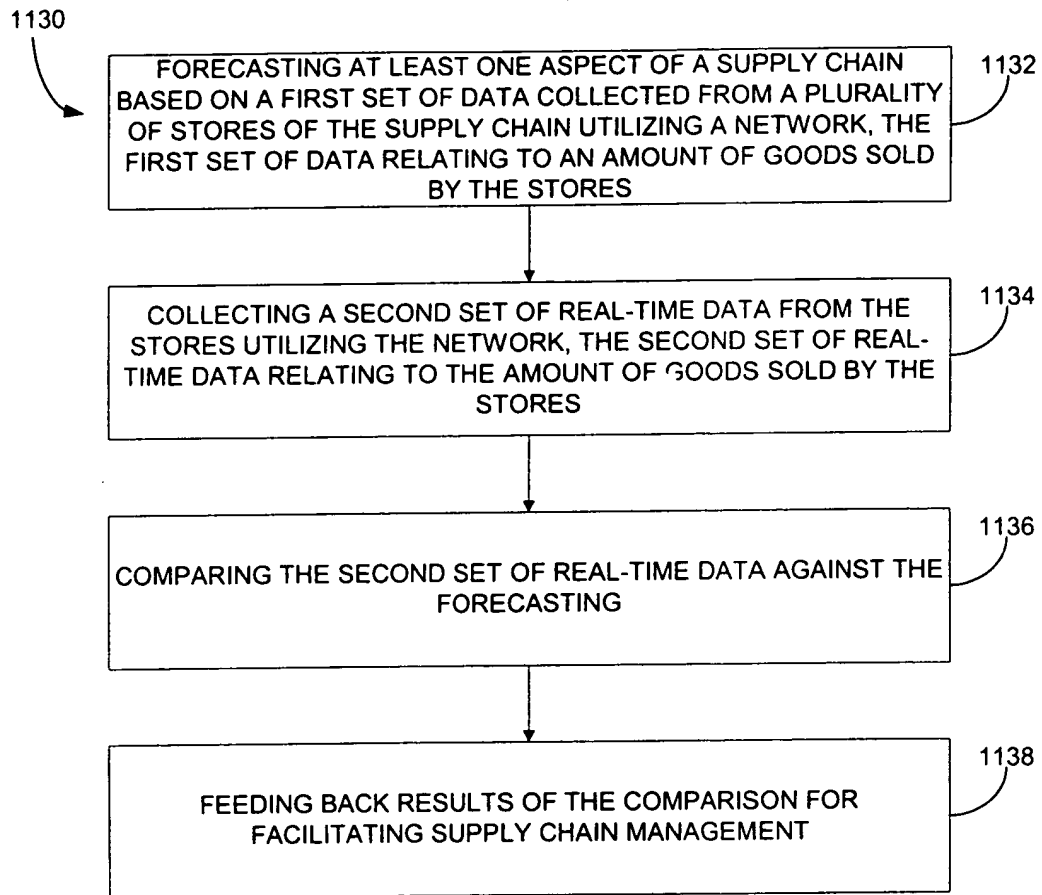 1130
FORECASTING AT LEAST ONE ASPECT OF A SUPPLY CHAIN
BASED ON A FIRST SET OF DATA COLLECTED FROM A PLURALITY
OF STORES OF THE SUPPLY CHAIN UTILIZING A NETWORK, THE
FIRST SET OF DATA RELATING TO AN AMOUNT OF GOODS SOLD
BY THE STORES
1132
COLLECTING A SECOND SET OF REAL-TIME DATA FROM THE
STORES UTILIZING THE NETWORK, THE SECOND SET OF REAL-
TIME DATA RELATING TO THE AMOUNT OF GOODS SOLD BY THE
STORES
1134
COMPARING THE SECOND SET OF REAL-TIME DATA AGAINST THE
FORECASTING
1136
FEEDING BACK RESULTS OF THE COMPARISON FOR
FACILITATING SUPPLY CHAIN MANAGEMENT
1138